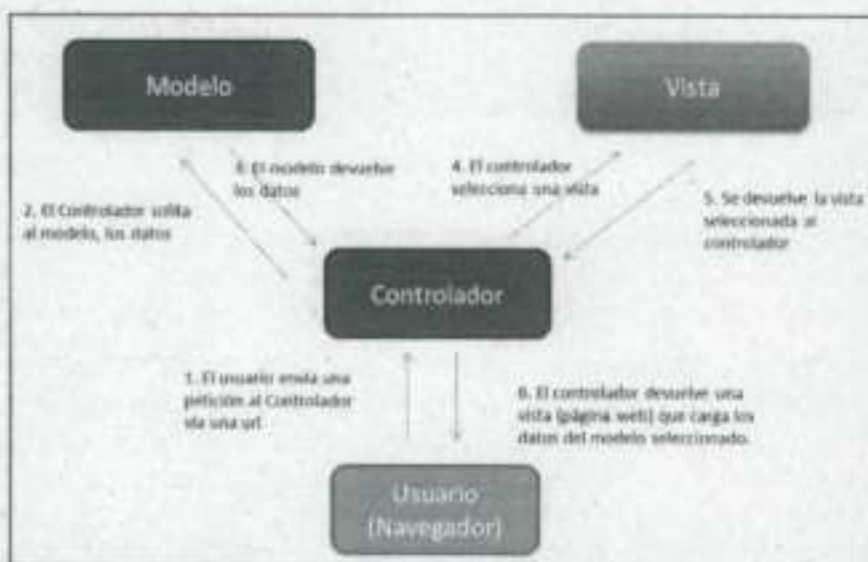 Modelo
Vista
3. El modelo devuelve
los datos
4. El controlador
selecciona una vista
2. El Controlador solita
al modelo, los datos
5. Se devuelve la vista
seleccionada al
controlador
Controlador
1. El usuario envía una
petición al Controlador
vía una url
6. El controlador devuelve una
vista (página web) que carga los
datos del modelo seleccionado.
Usuario
(Navegador)